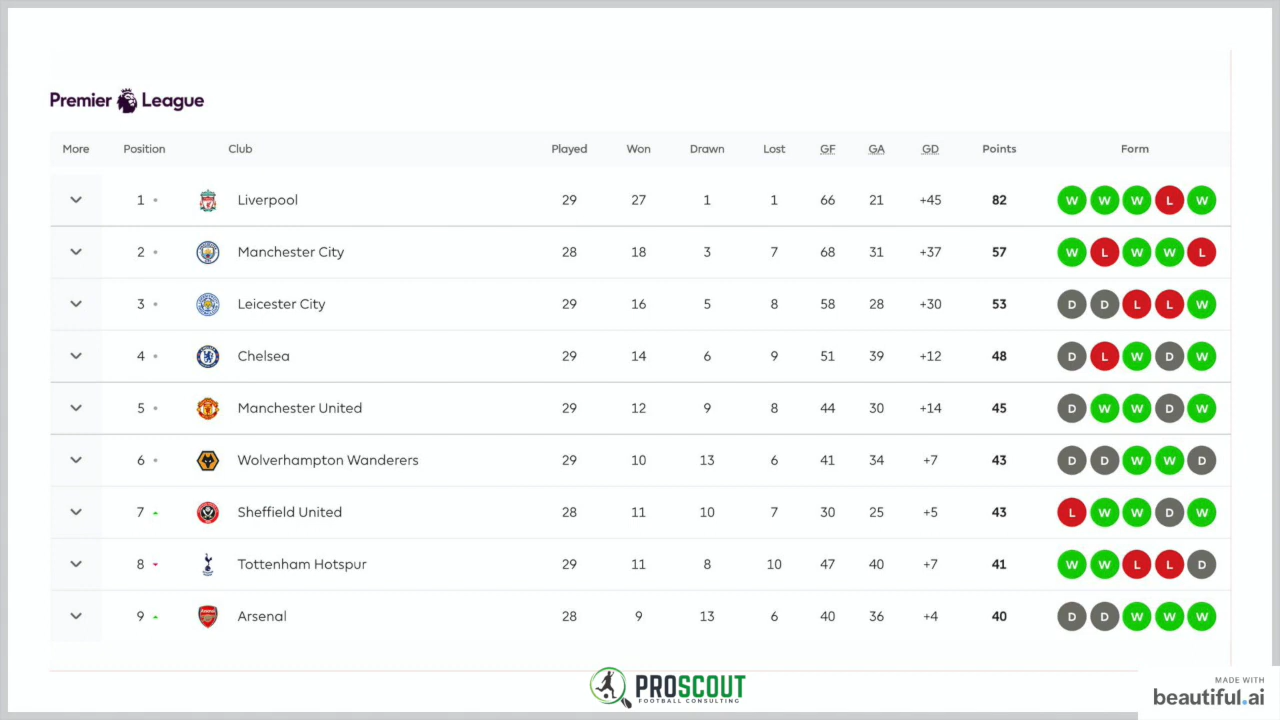 Premier League
More Position Club Played Won Drawn Lost GF GA GD Points Form
1 Liverpool 29 27 1 1 66 21 +45 82 W W W L W
2 Manchester City 28 18 3 7 68 31 +37 57 W L W W L
3 Leicester City 29 16 5 8 58 28 +30 53 D D L L W
4 Chelsea 29 14 6 9 51 39 +12 48 D L W D W
5 Manchester United 29 12 9 8 44 30 +14 45 D W W D W
6 Wolverhampton Wanderers 29 10 13 6 41 34 +7 43 D D W W D
7 Sheffield United 28 11 10 7 30 25 +5 43 L W W D W
8 Tottenham Hotspur 29 11 8 10 47 40 +7 41 W W L L D
9 Arsenal 28 9 13 6 40 36 +4 40 D D W W W
PROSCOUT
FOOTBALL CONSULTING
MADE WITH
beautiful.ai